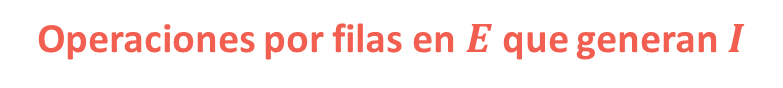 Operaciones por filas en E que generan I